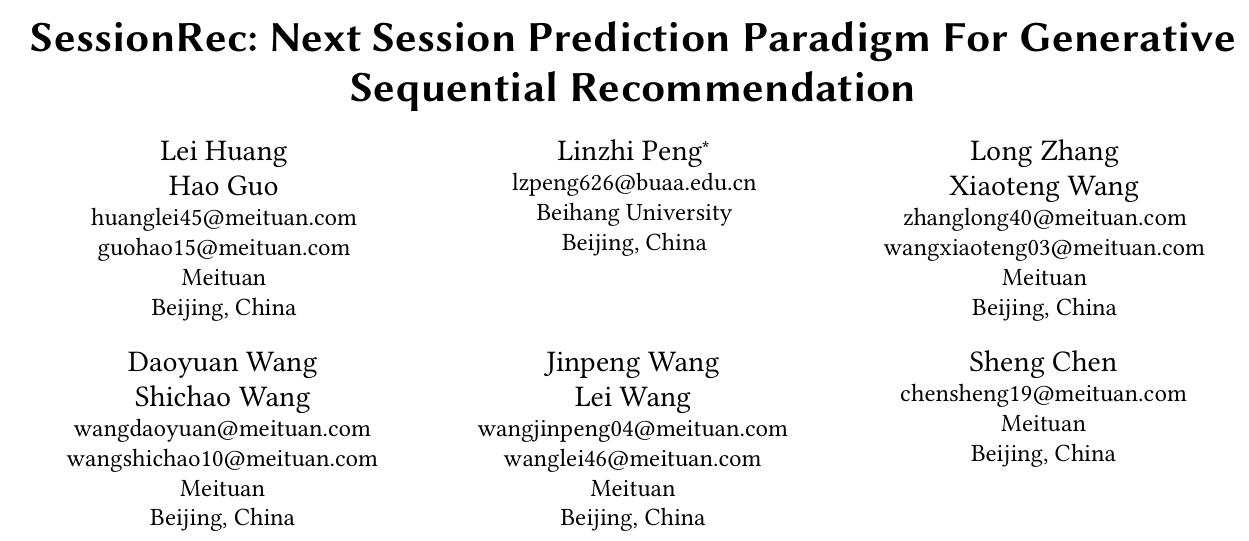 SessionRec: Next Session Prediction Paradigm For Generative
Sequential Recommendation
Lei Huang
Hao Guo
huanglei45@meituan.com
guohao15@meituan.com
Meituan
Beijing, China
Linzhi Peng*
lzpeng626@buaa.edu.cn
Beihang University
Beijing, China
Long Zhang
Xiaoteng Wang
zhanglong40@meituan.com
wangxiaoteng03@meituan.com
Meituan
Beijing, China
Daoyuan Wang
Shichao Wang
wangdaoyuan@meituan.com
wangshichao10@meituan.com
Meituan
Beijing, China
Jinpeng Wang
Lei Wang
wangjinpeng04@meituan.com
wanglei46@meituan.com
Meituan
Beijing, China
Sheng Chen
chensheng19@meituan.com
Meituan
Beijing, China